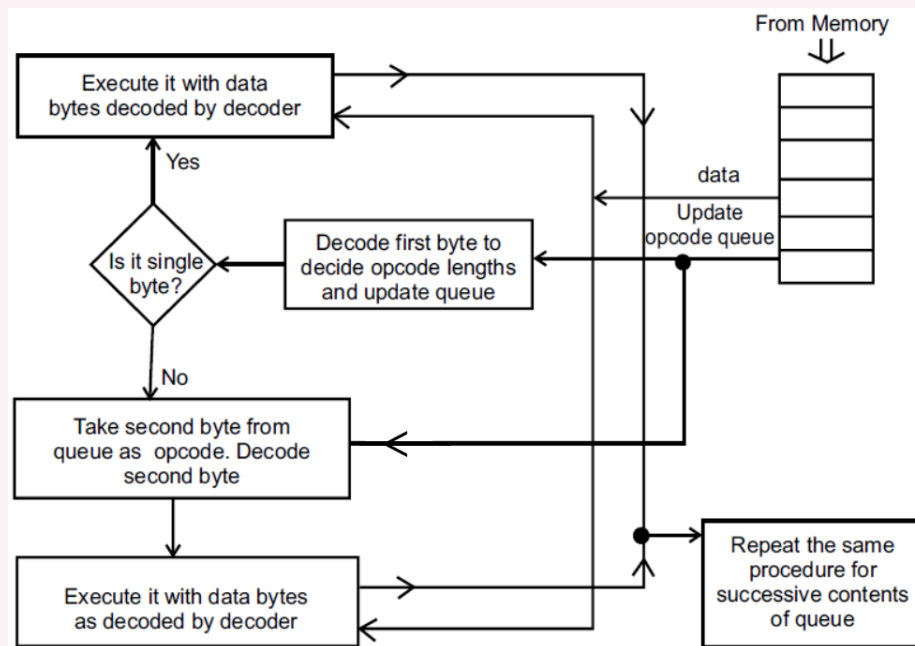 From Memory
Execute it with data
bytes decoded by decoder
Yes
data
Update
opcode queue
Is it single
byte?
Decode first byte to
decide opcode lengths
and update queue
No
Take second byte from
queue as opcode. Decode
second byte
Execute it with data bytes
as decoded by decoder
Repeat the same
procedure for
successive contents
of queue